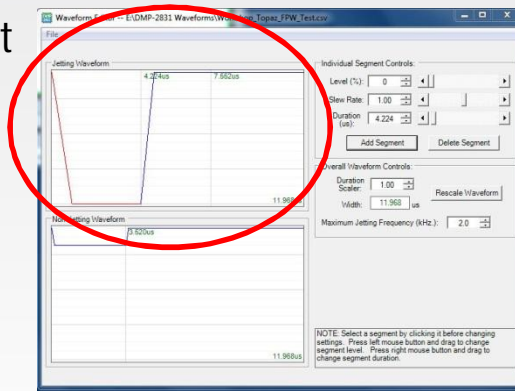 t
Waveform Editor -- E:\DMP-2831 Waveforms\Workshop_Topaz_FPW_Test.csv
File
Jetting Waveform
4.224us
7.552us
11.968us
Non-Jetting Waveform
3.520us
11.968us
Individual Segment Controls:
Level (%): 0
Slew Rate: 1.00
Duration (us): 4.224
Add Segment Delete Segment
Overall Waveform Controls:
Duration Scaler: 1.00
Rescale Waveform
Width: 11.968 us
Maximum Jetting Frequency (kHz.): 2.0
NOTE: Select a segment by clicking it before changing
settings. Press left mouse button and drag to change
segment level. Press right mouse button and drag to
change segment duration.